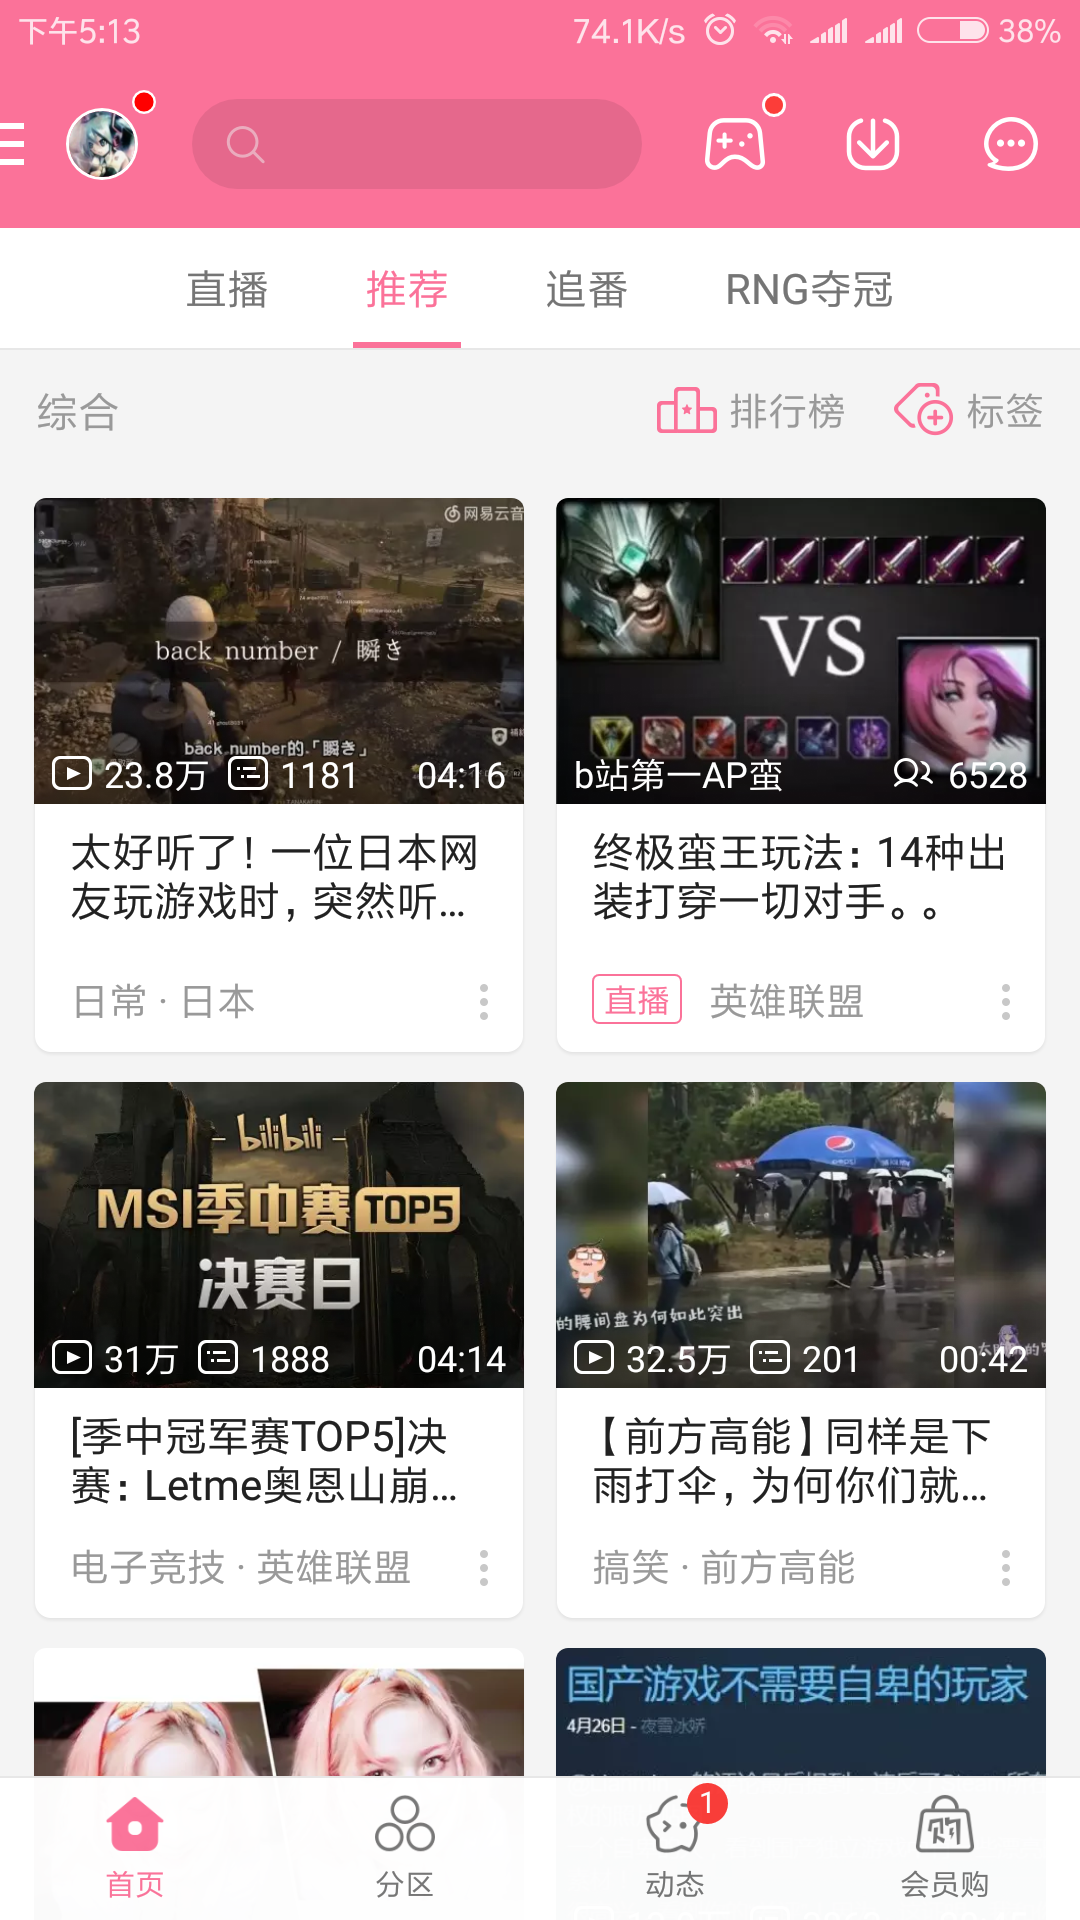 下午5:13
74.1K/s
38%
直播
推荐
追番
RNG夺冠
综合
排行榜
标签
网易云音
back number / 瞬き
back number的「瞬き」
23.8万
1181
04:16
VS
b站第一AP蛮
6528
太好听了！一位日本网
友玩游戏时，突然听...
终极蛮王玩法：14种出
装打穿一切对手。。
日常 · 日本
直播
英雄联盟
bilibili
MSI季中赛TOP5
决赛日
31万
1888
04:14
的腰间盘为何如此突出
32.5万
201
00:42
[季中冠军赛TOP5]决
赛：Letme奥恩山崩...
【前方高能】同样是下
雨打伞，为何你们就...
电子竞技 · 英雄联盟
搞笑 · 前方高能
国产游戏不需要自卑的玩家
4月26日 - 夜雪冰娇
1
首页
分区
动态
会员购